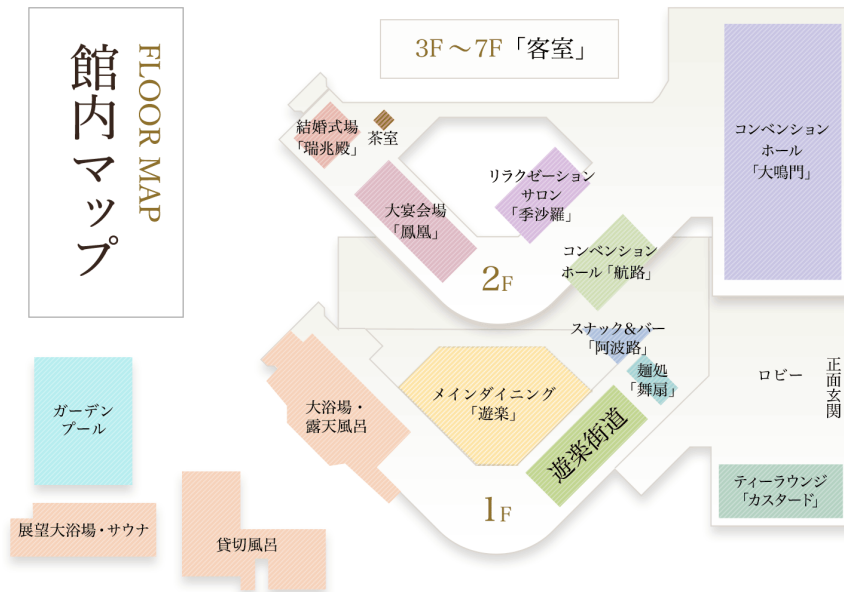 館内マップ
FLOOR MAP
3F～7F「客室」
結婚式場
「瑞兆殿」
茶室
大宴会場
「鳳凰」
リラクゼーション
サロン
「季沙羅」
コンベンション
ホール「航路」
コンベンション
ホール
「大鳴門」
2F
スナック&バー
「阿波路」
麺処
「舞扇」
ロビー
正面玄関
メインダイニング
「遊楽」
大浴場・
露天風呂
遊楽街道
ティーラウンジ
「カスタード」
1F
ガーデン
プール
展望大浴場・サウナ
貸切風呂